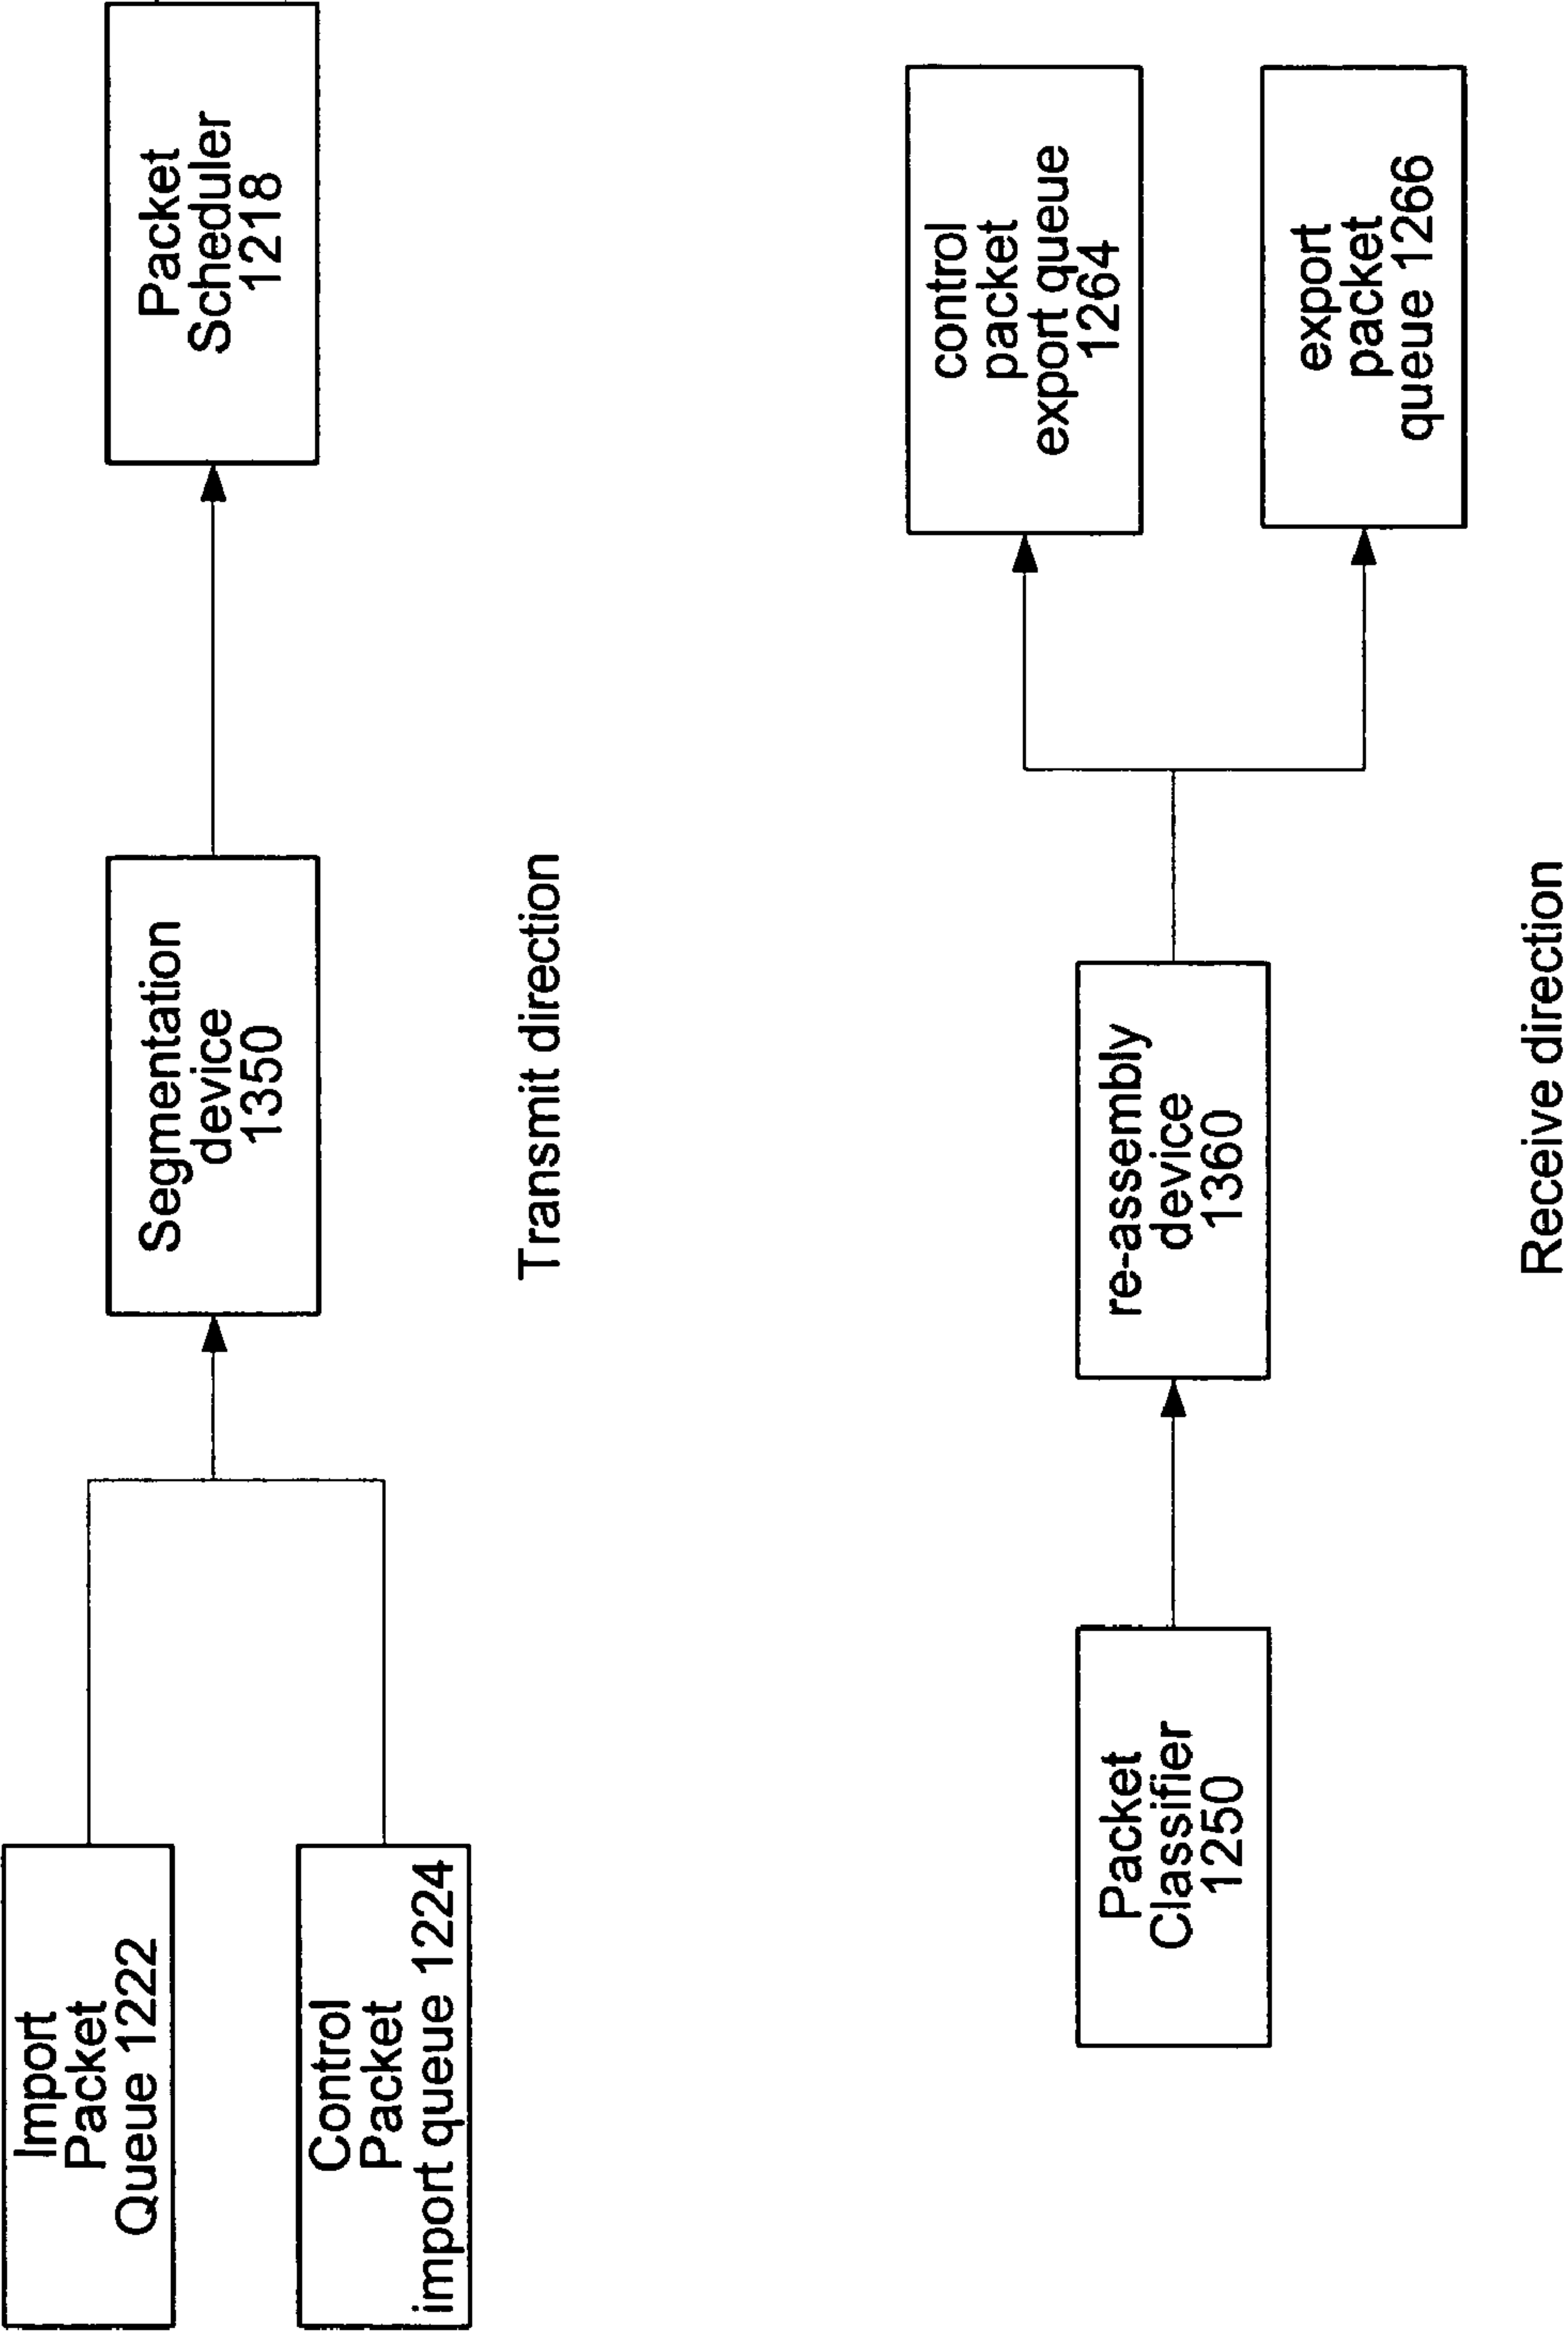 Import
Packet
Queue 1222
Control
Packet
import queue 1224
Segmentation
device
1350
Packet
Scheduler
1218
Transmit direction
Packet
Classifier
1250
re-assembly
device
1360
control
packet
export queue
1264
export
packet
queue 1266
Receive direction